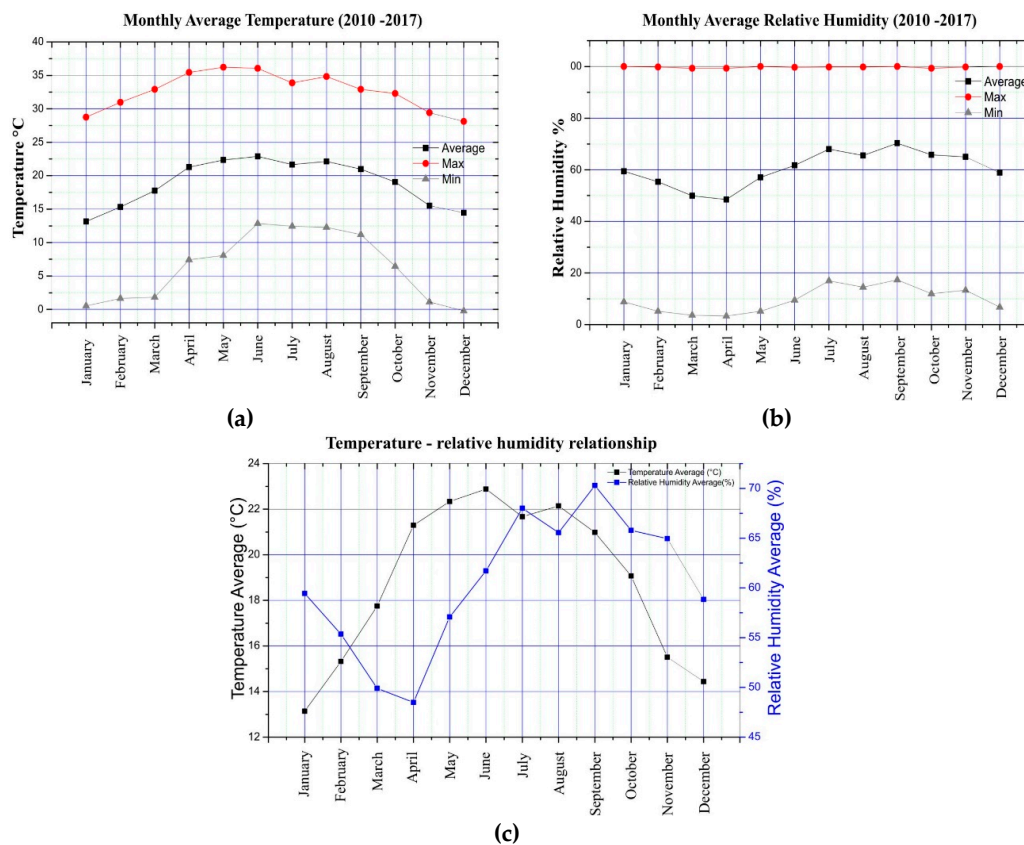 Monthly Average Temperature (2010 -2017)
40
35
30
25
20
15
10
5
0
Temperature °C
Average
Max
Min
January
February
March
April
May
June
July
August
September
October
November
December
(a)
Monthly Average Relative Humidity (2010 -2017)
00
80
60
40
20
0
Relative Humidity %
Average
Max
Min
January
February
March
April
May
June
July
August
September
October
November
December
(b)
Temperature - relative humidity relationship
24
22
20
18
16
14
12
Temperature Average (°C)
Temperature Average (°C)
Relative Humidity Average(%)
70
65
60
55
50
45
Relative Humidity Average (%)
January
February
March
April
May
June
July
August
September
October
November
December
(c)